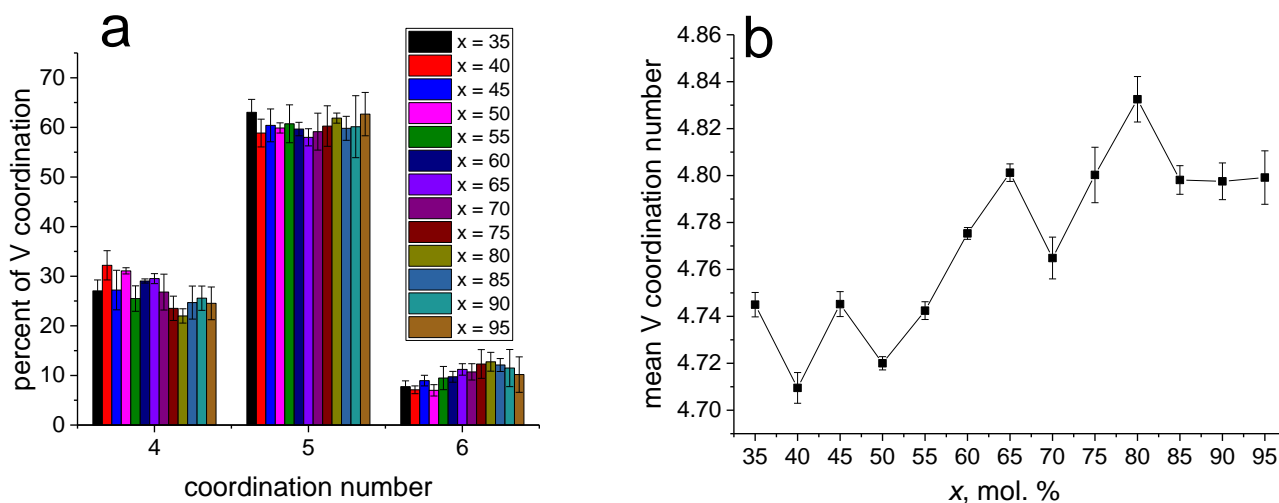 a
percent of V coordination
70
60
50
40
30
20
10
0
4
5
6
coordination number
x = 35
x = 40
x = 45
x = 50
x = 55
x = 60
x = 65
x = 70
x = 75
x = 80
x = 85
x = 90
x = 95
b
mean V coordination number
4.86
4.84
4.82
4.80
4.78
4.76
4.74
4.72
4.70
35 40 45 50 55 60 65 70 75 80 85 90 95
x, mol. %